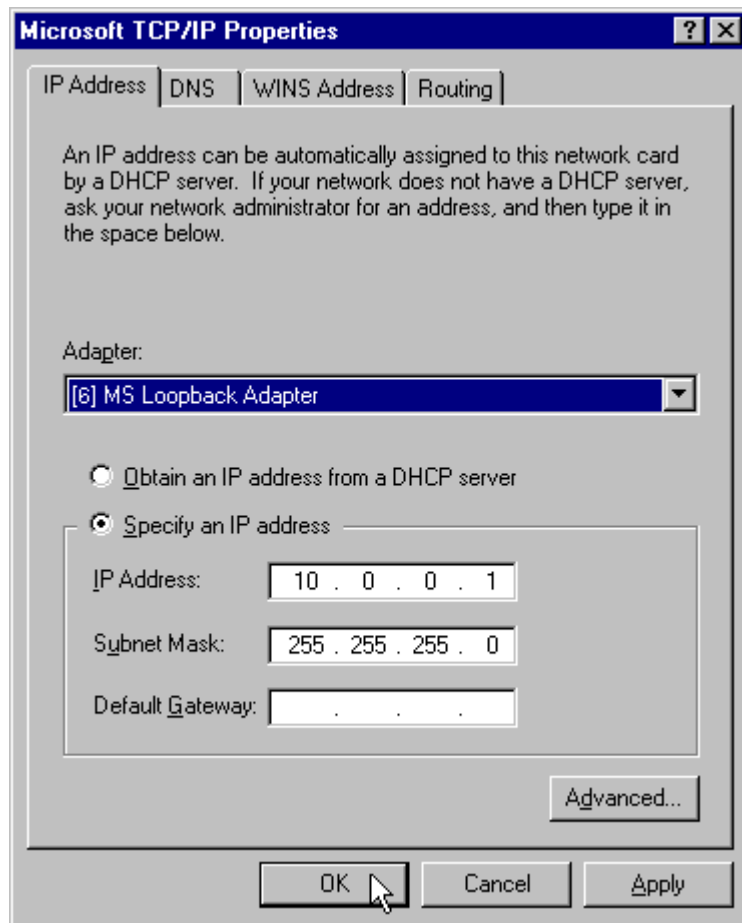 Microsoft TCP/IP Properties
IP Address DNS WINS Address Routing
An IP address can be automatically assigned to this network card
by a DHCP server. If your network does not have a DHCP server,
ask your network administrator for an address, and then type it in
the space below.
Adapter:
[6] MS Loopback Adapter
Obtain an IP address from a DHCP server
Specify an IP address
IP Address: 10 . 0 . 0 . 1
Subnet Mask: 255 . 255 . 255 . 0
Default Gateway: . . .
Advanced...
OK Cancel Apply